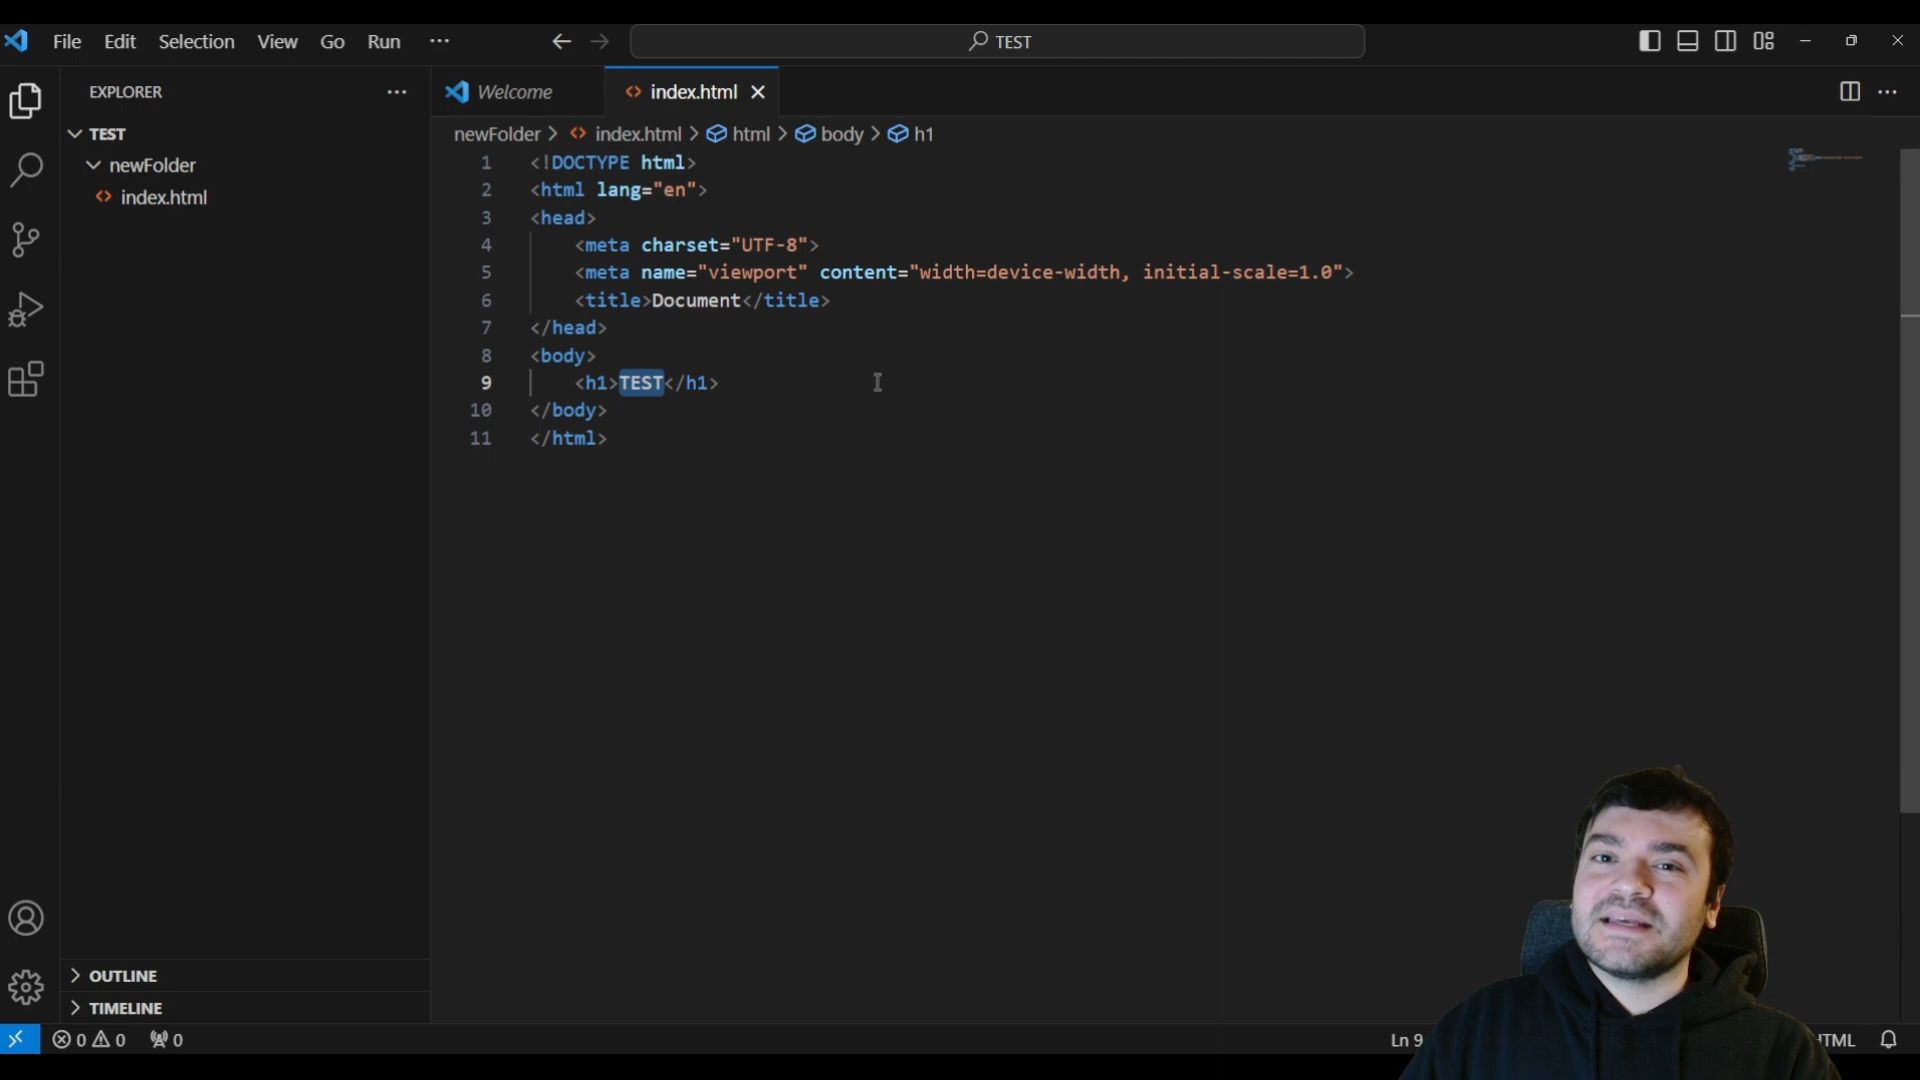 File Edit Selection View Go Run ··· TEST
EXPLORER ···
Welcome index.html
TEST
newFolder
index.html
OUTLINE
TIMELINE
newFolder > index.html > html > body > h1
1 <!DOCTYPE html>
2 <html lang="en">
3 <head>
4 <meta charset="UTF-8">
5 <meta name="viewport" content="width=device-width, initial-scale=1.0">
6 <title>Document</title>
7 </head>
8 <body>
9 <h1>TEST</h1>
10 </body>
11 </html>
0 0 0 Ln 9